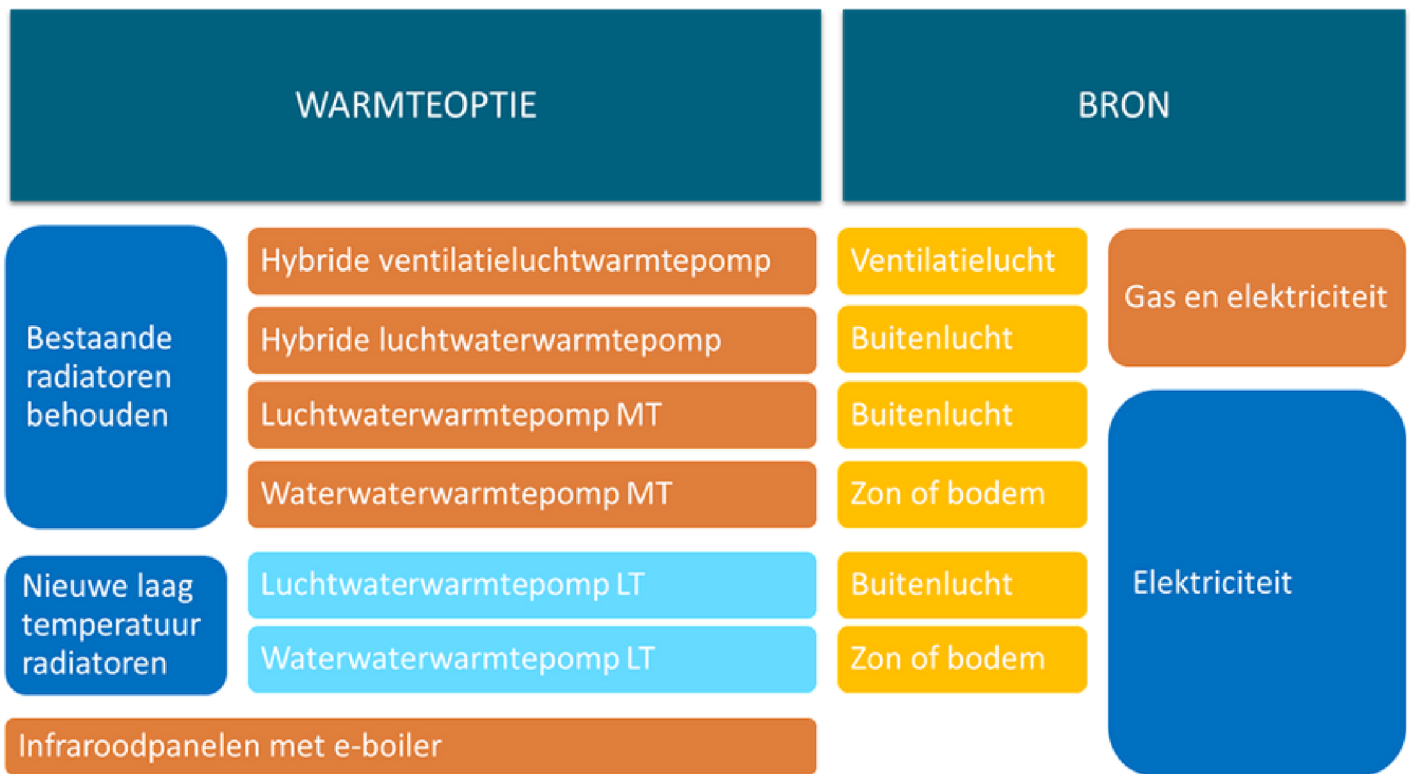 WARMTEOPTIE
BRON
Bestaande
radiatoren
behouden
Hybride ventilatieluchtwarmtepomp
Ventilatielucht
Gas en elektriciteit
Hybride luchtwaterwarmtepomp
Buitenlucht
Luchtwaterwarmtepomp MT
Buitenlucht
Waterwaterwarmtepomp MT
Zon of bodem
Nieuwe laag
temperatuur
radiatoren
Luchtwaterwarmtepomp LT
Buitenlucht
Elektriciteit
Waterwaterwarmtepomp LT
Zon of bodem
Infraroodpanelen met e-boiler